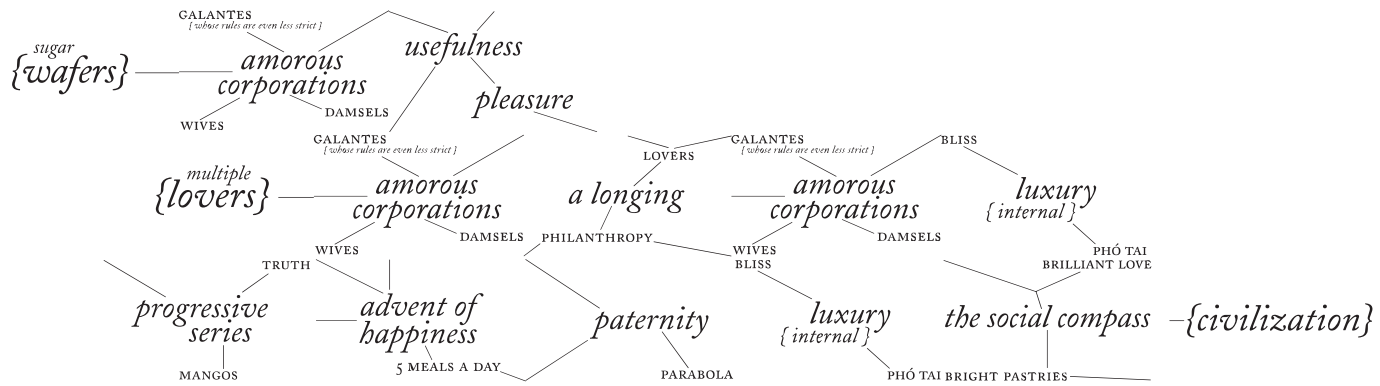 GALANTES
{ whose rules are even less strict }
sugar
{wafers}
amorous
corporations
WIVES
DAMSELS
usefulness
pleasure
GALANTES
{ whose rules are even less strict }
multiple
{lovers}
amorous
corporations
WIVES
DAMSELS
LOVERS
a longing
PHILANTHROPY
GALANTES
{ whose rules are even less strict }
amorous
corporations
WIVES
DAMSELS
BLISS
luxury
{ internal }
PHÓ TAI
BRILLIANT LOVE
TRUTH
progressive
series
MANGOS
advent of
happiness
5 MEALS A DAY
paternity
PARABOLA
BLISS
luxury
{ internal }
PHÓ TAI
the social compass
BRIGHT PASTRIES
{civilization}